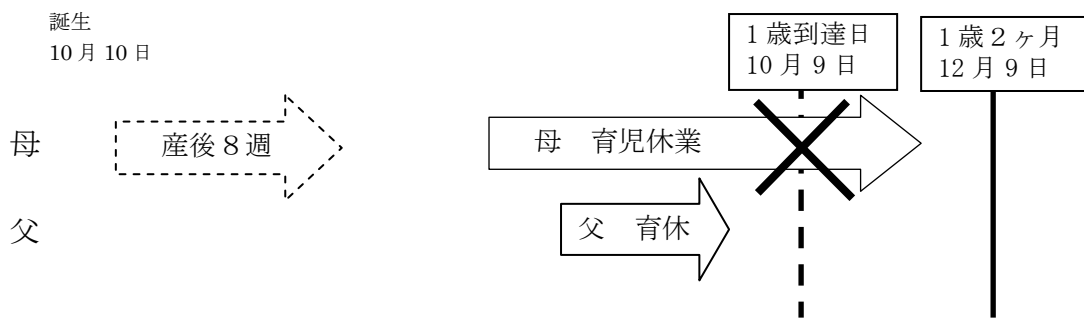 誕生
10月10日
1歳到達日
10月9日
1歳2ヶ月
12月9日
母
産後8週
母 育児休業
父
父 育休